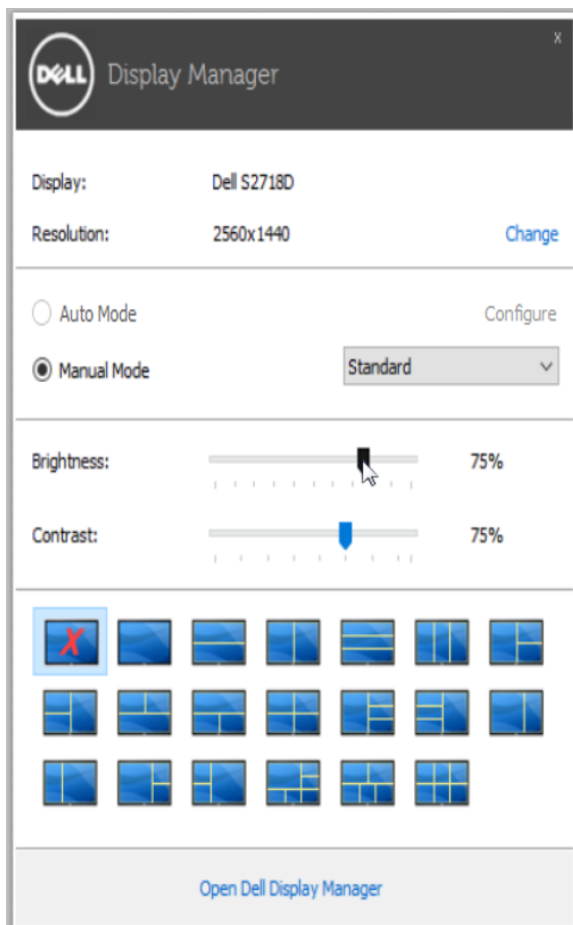 x
DELL Display Manager
Display: Dell S2718D
Resolution: 2560x1440 Change
Auto Mode Configure
Manual Mode Standard
Brightness: 75%
Contrast: 75%
Open Dell Display Manager